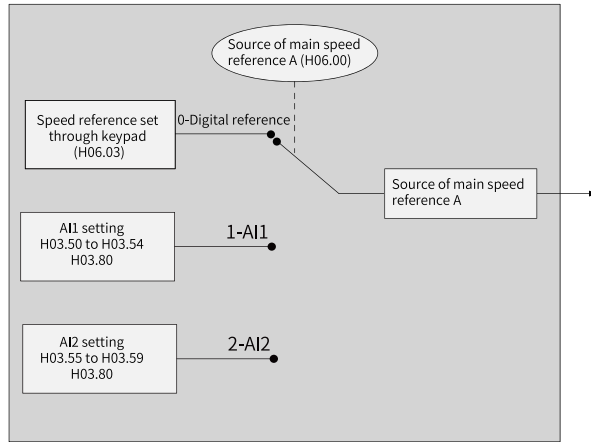 Source of main speed
reference A (H06.00)
Speed reference set
through keypad
(H06.03)
0-Digital reference
Source of main speed
reference A
AI1 setting
H03.50 to H03.54
H03.80
1-AI1
AI2 setting
H03.55 to H03.59
H03.80
2-AI2